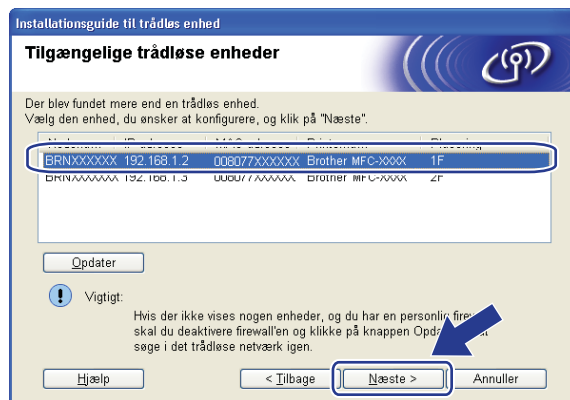 Installationsguide til trådløs enhed
Tilgængelige trådløse enheder
Der blev fundet mere end en trådløs enhed.
Vælg den enhed, du ønsker at konfigurere, og klik på "Næste".
BRNXXXXXX 192.168.1.2 008077XXXXXX Brother MFC-XXXX 1F
BRNXXXXXX 192.168.1.3 008077XXXXXX Brother MFC-XXXX 2F
Opdater
Vigtigt:
Hvis der ikke vises nogen enheder, og du har en personlig
skal du deaktivere firewall'en og klikke på knappen
søge i det trådløse netværk igen.
Hjælp < Tilbage Næste > Annuller